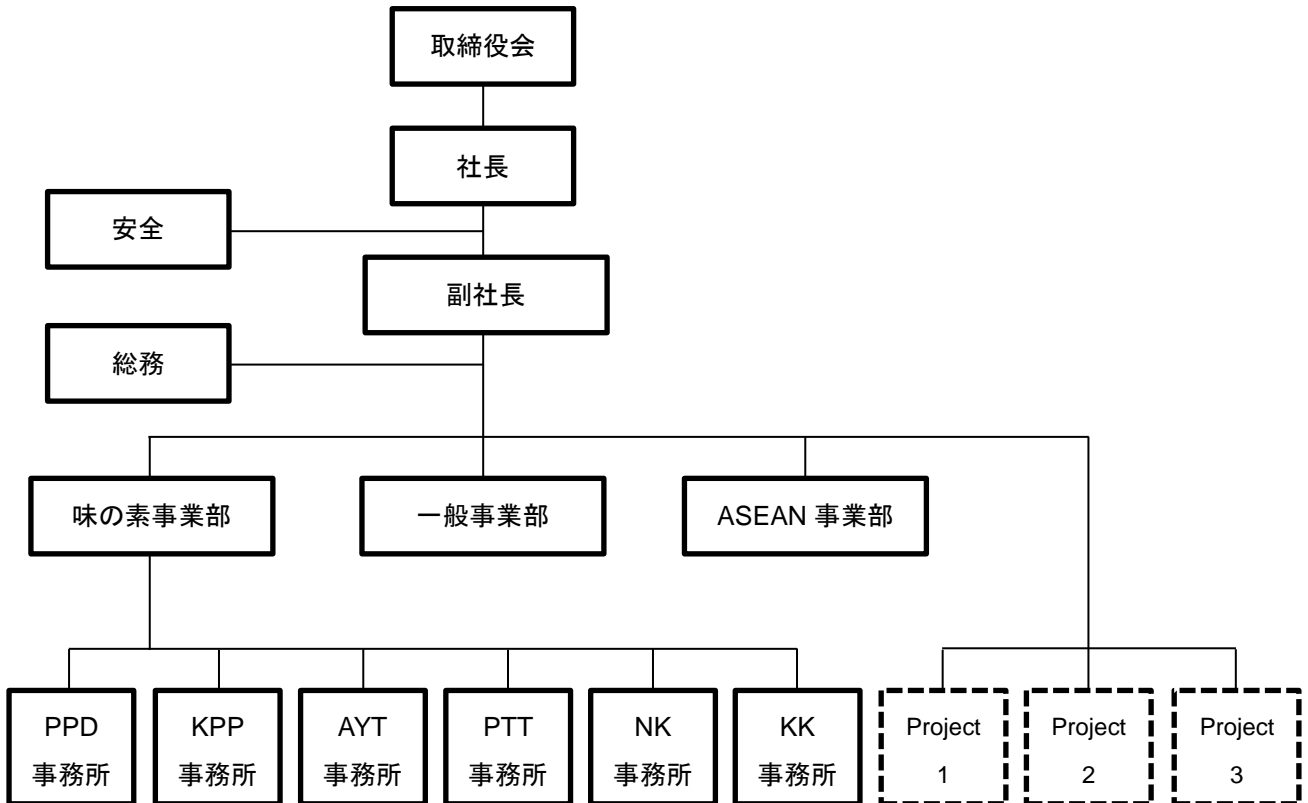 取締役会
社長
安全
副社長
総務
味の素事業部
一般事業部
ASEAN 事業部
PPD
事務所
KPP
事務所
AYT
事務所
PTT
事務所
NK
事務所
KK
事務所
Project
1
Project
2
Project
3